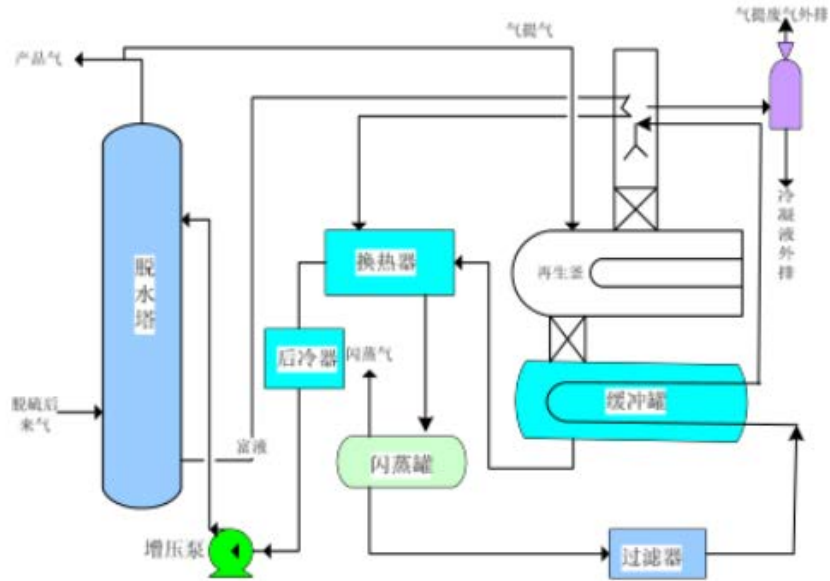 气提废气外排
气提气
产品气
冷凝液外排
换热器
再生釜
脱水塔
后冷器
闪蒸气
缓冲罐
脱硫后
来气
富液
闪蒸罐
增压泵
过滤器